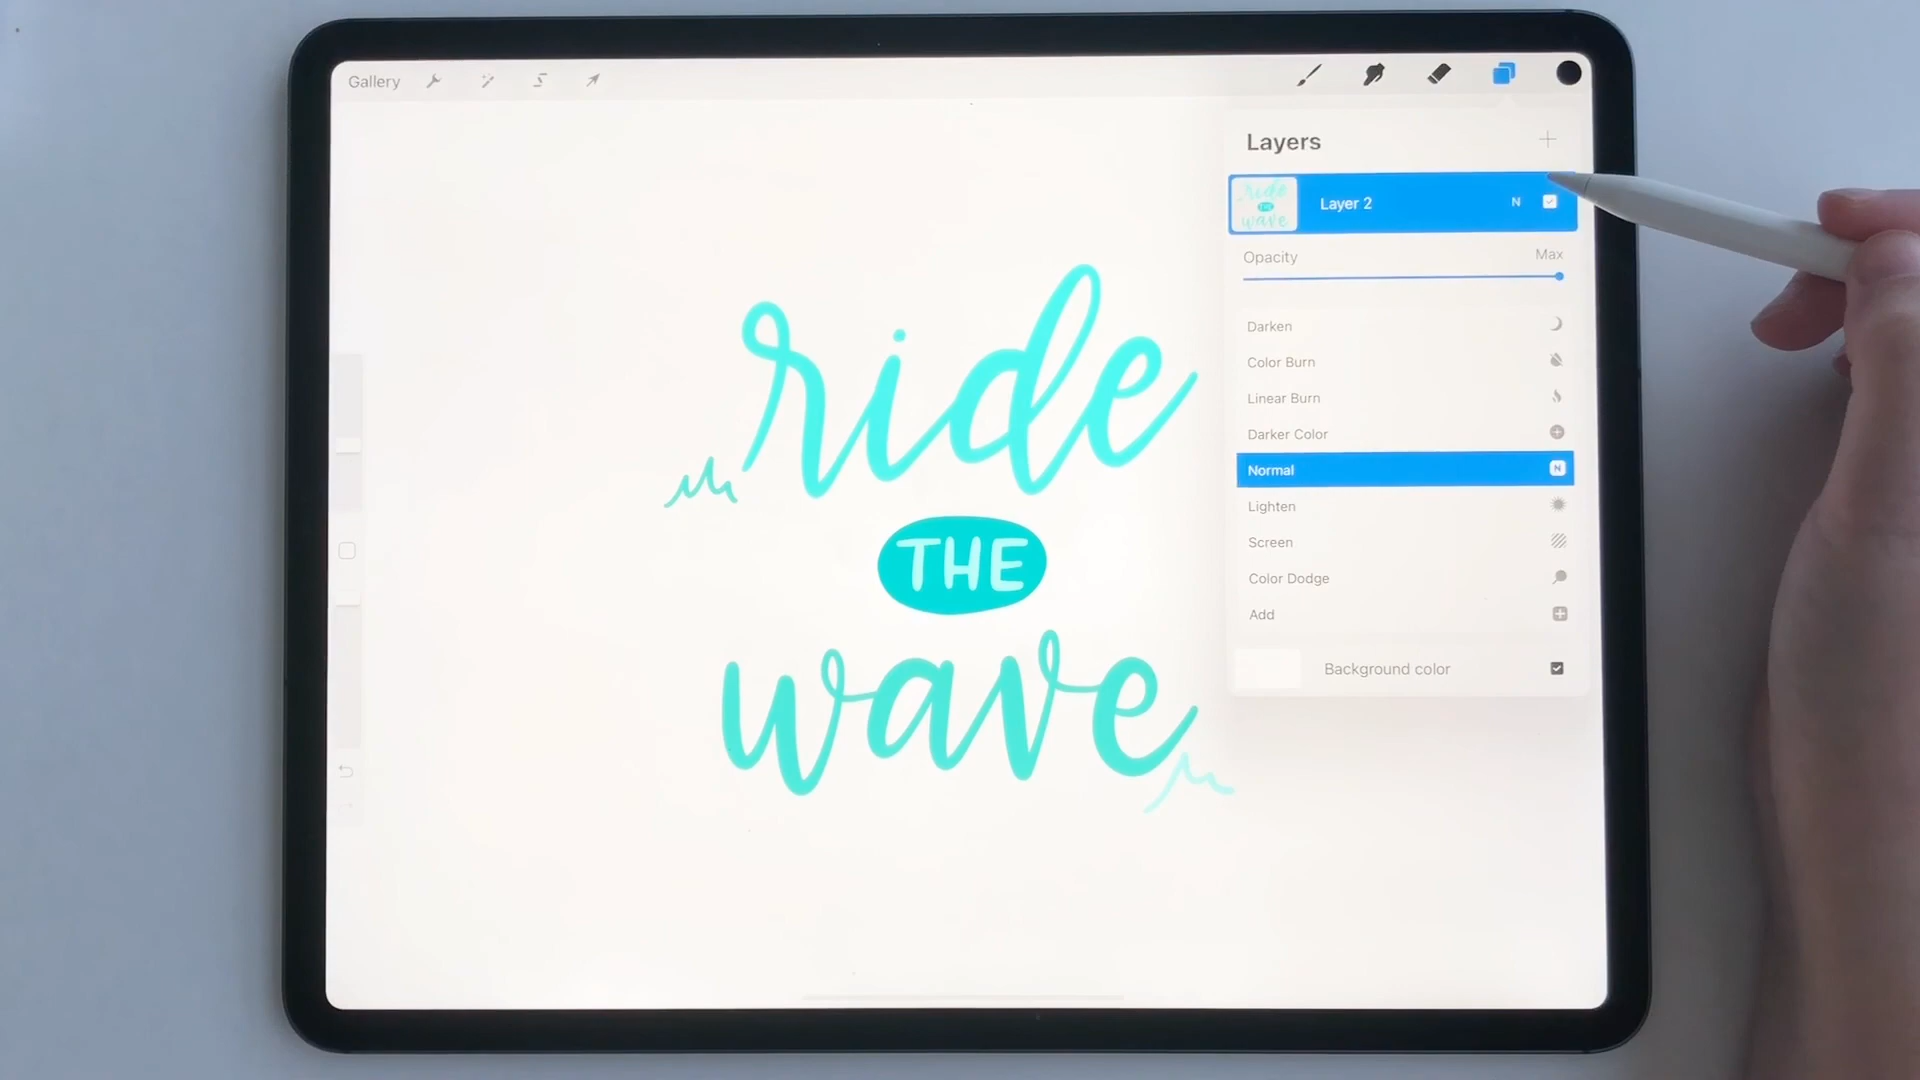 Gallery
Layers
Layer 2 N
Opacity Max
Darken
Color Burn
Linear Burn
Darker Color
Normal N
Lighten
Screen
Color Dodge
Add
Background color
ride
THE
wave